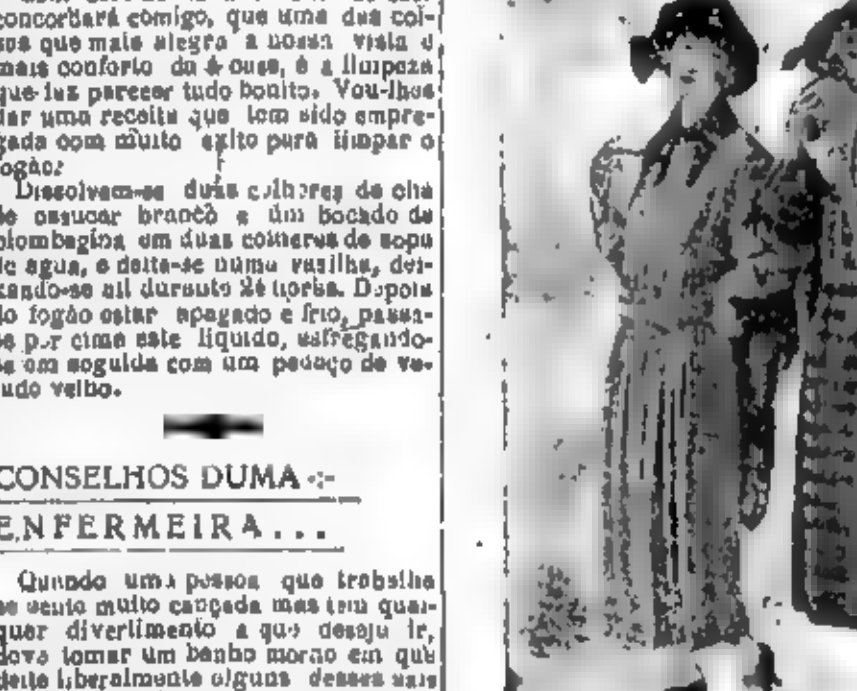 concordará comigo, que uma das coi-
sas que mais alegra a nossa vista e
mais conforto dá é a limpeza
que faz parecer tudo bonito. Vou-lhes
dar uma receita que tem sido empre-
gada com muito exito para limpar o
fogão:
Dissolvem-se duas colheres de chá
de assucar branco e um bocado de
plombagina em duas colheres de sopa
de agua, e deita-se numa vasilha, dei-
xando-se ali durante 24 horas. Depois
do fogão estar apagado e frio, passa-
se por cima este liquido, esfregando-
se em seguida com um pedaço de ve-
ludo velho.
CONSELHOS DUMA -:-
ENFERMEIRA...
Quando uma pessoa que trabalha
se sente muito cançada mas tem qual-
quer divertimento a que deseja ir,
deve tomar um banho morno em que
deite liberalmente alguns desses sais